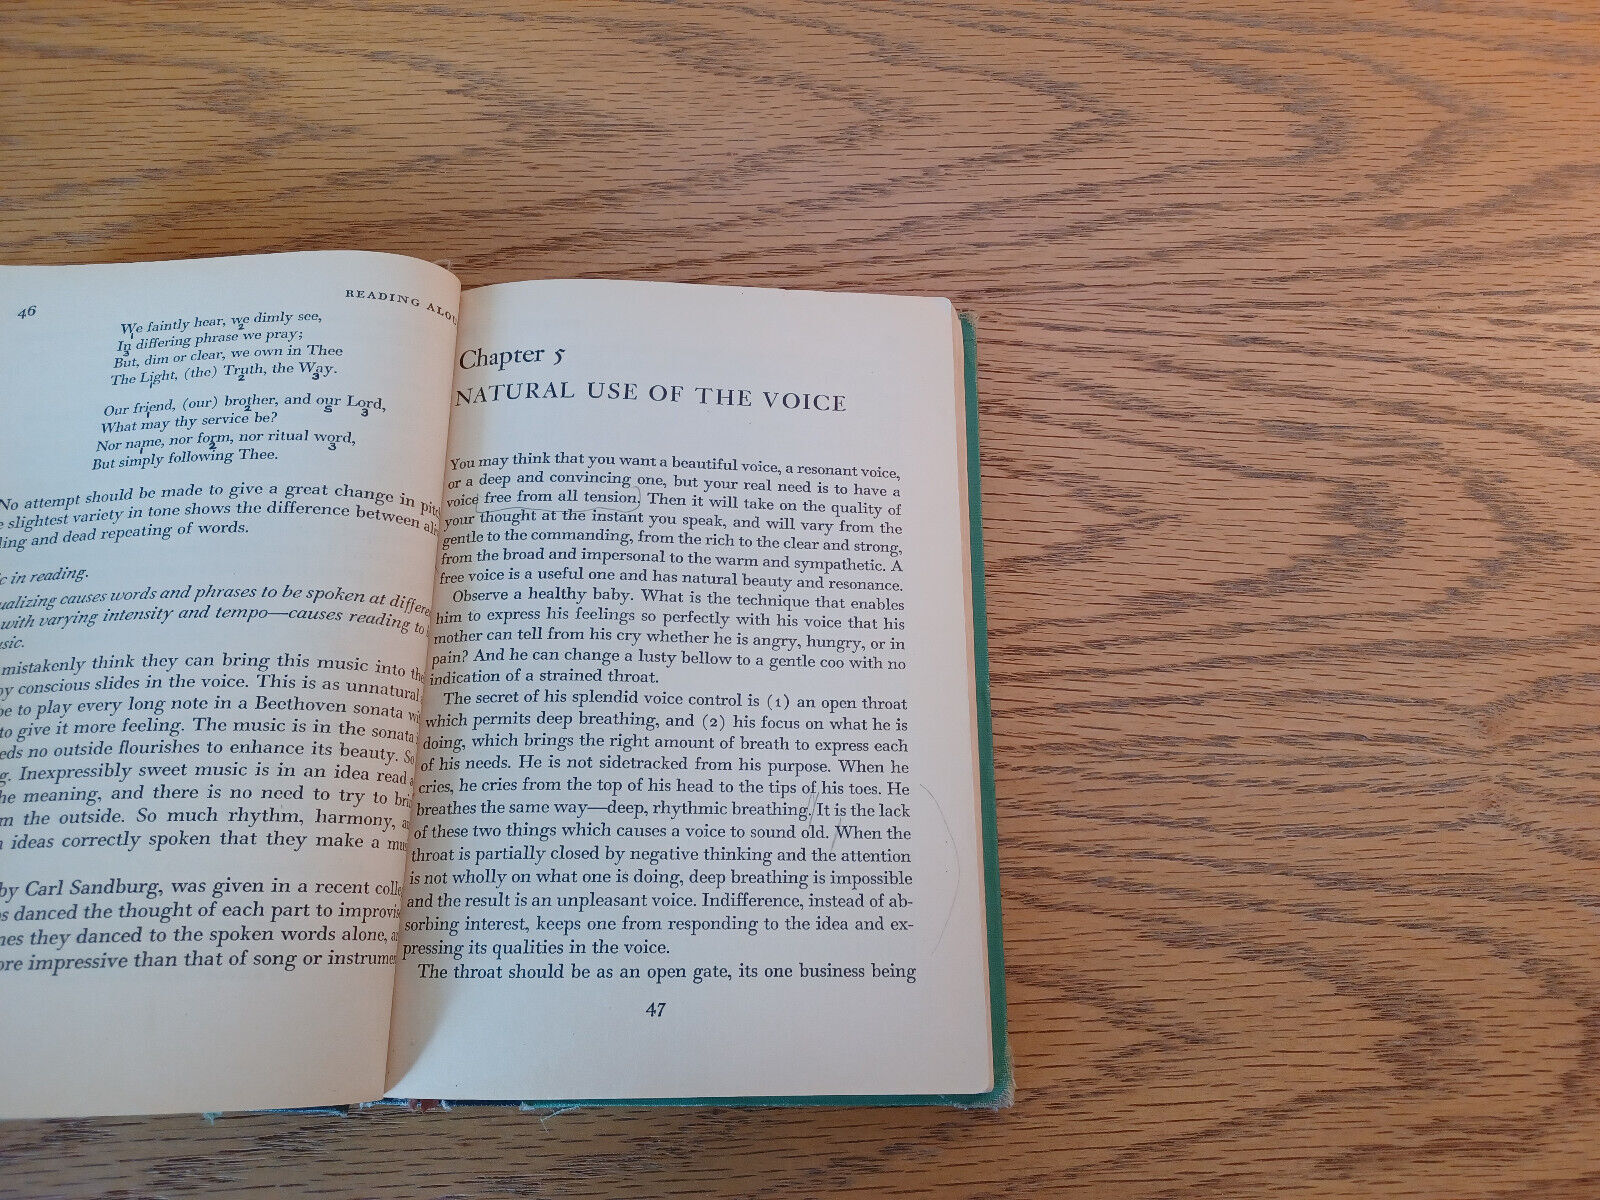 46
READING
We faintly hear, we dimly see,
In differing phrase we pray;
But, dim or clear, we own in Thee
The Light, (the) Truth, the Way.
Our friend, (our) brother, and our Lord,
What may thy service be?
Nor name, nor form, nor ritual word,
But simply following Thee.
No attempt should be made to give a great change in
slightest variety in tone shows the difference between
and dead repeating of words.
in reading.
causes words and phrases to be spoken at
with varying intensity and tempo—causes reading to
mistakenly think they can bring this music into
conscious slides in the voice. This is as unnatural
to play every long note in a Beethoven sonata
to give it more feeling. The music is in the sonata
no outside flourishes to enhance its beauty.
Inexpressibly sweet music is in an idea read
meaning, and there is no need to try to
the outside. So much rhythm, harmony,
ideas correctly spoken that they make a
by Carl Sandburg, was given in a recent
danced the thought of each part to
they danced to the spoken words alone,
impressive than that of song or
Chapter 5
NATURAL USE OF THE VOICE
You may think that you want a beautiful voice, a resonant voice,
or a deep and convincing one, but your real need is to have a
voice free from all tension. Then it will take on the quality of
your thought at the instant you speak, and will vary from the
gentle to the commanding, from the rich to the clear and strong,
from the broad and impersonal to the warm and sympathetic. A
free voice is a useful one and has natural beauty and resonance.
Observe a healthy baby. What is the technique that enables
him to express his feelings so perfectly with his voice that his
mother can tell from his cry whether he is angry, hungry, or in
pain? And he can change a lusty bellow to a gentle coo with no
indication of a strained throat.
The secret of his splendid voice control is (1) an open throat
which permits deep breathing, and (2) his focus on what he is
doing, which brings the right amount of breath to express each
of his needs. He is not sidetracked from his purpose. When he
cries, he cries from the top of his head to the tips of his toes. He
breathes the same way—deep, rhythmic breathing. It is the lack
of these two things which causes a voice to sound old. When the
throat is partially closed by negative thinking and the attention
is not wholly on what one is doing, deep breathing is impossible
and the result is an unpleasant voice. Indifference, instead of ab-
sorbing interest, keeps one from responding to the idea and ex-
pressing its qualities in the voice.
The throat should be as an open gate, its one business being
47